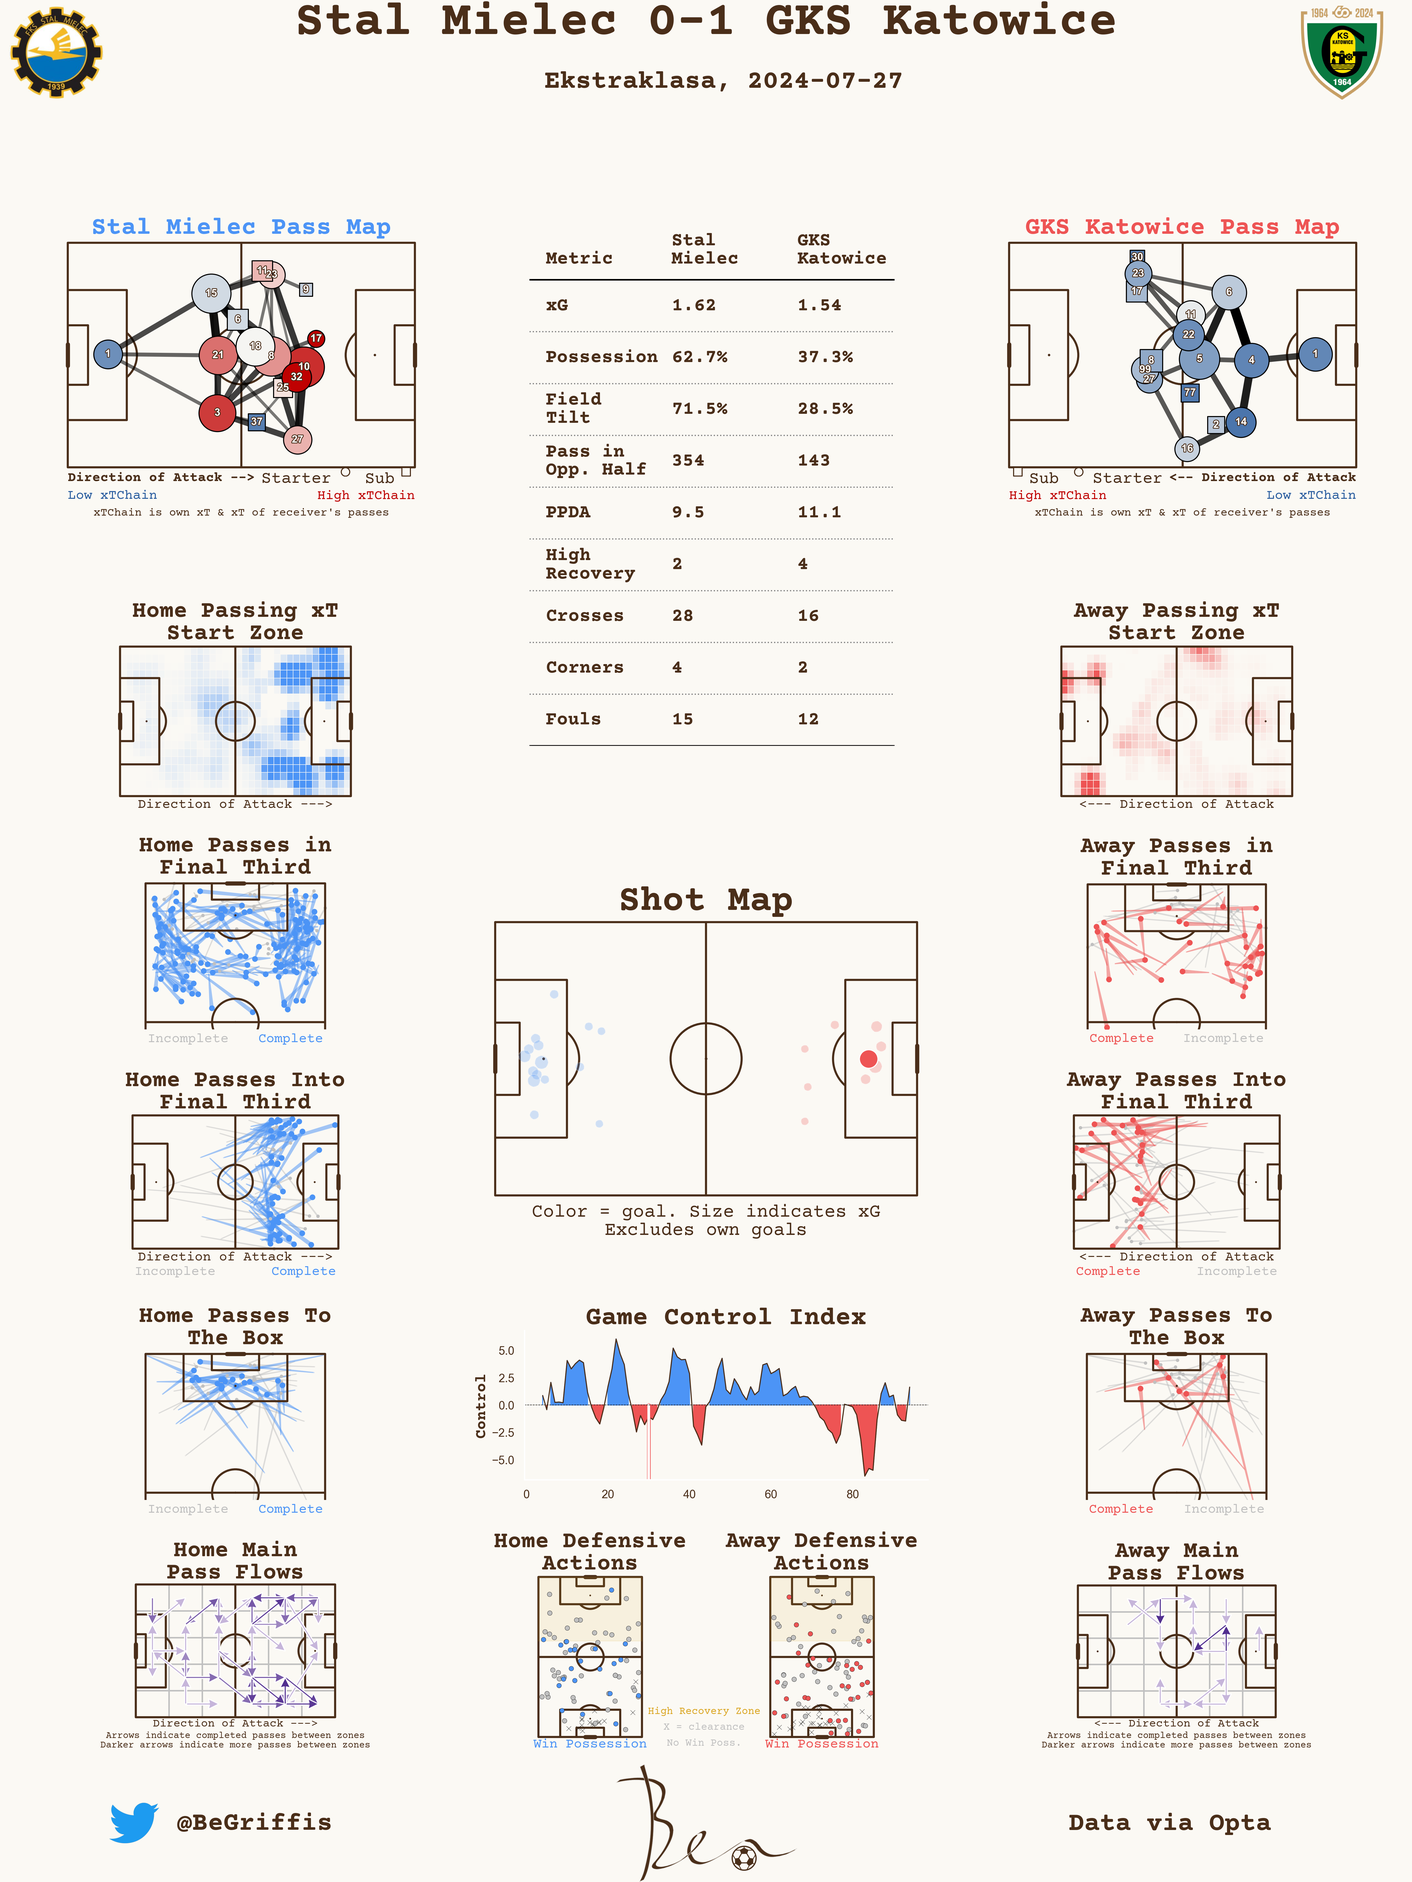 Stal Mielec 0-1 GKS Katowice
Ekstraklasa, 2024-07-27
FKS STAL MIELEC
1939
1964 2024
KS
KATOWICE
1964
Stal Mielec Pass Map
1
15
21
3
6
11
23
9
13
8
17
10
32
25
37
27
Direction of Attack --> Starter Sub
Low xTChain High xTChain
xTChain is own xT & xT of receiver's passes
Metric Stal Mielec GKS Katowice
xG 1.62 1.54
Possession 62.7% 37.3%
Field Tilt 71.5% 28.5%
Pass in Opp. Half 354 143
PPDA 9.5 11.1
High Recovery 2 4
Crosses 28 16
Corners 4 2
Fouls 15 12
GKS Katowice Pass Map
30
23
17
6
11
22
8
5
99
27
4
1
77
2
14
16
Sub Starter <-- Direction of Attack
High xTChain Low xTChain
xTChain is own xT & xT of receiver's passes
Home Passing xT
Start Zone
Direction of Attack --->
Away Passing xT
Start Zone
<--- Direction of Attack
Home Passes in
Final Third
Incomplete Complete
Away Passes in
Final Third
Complete Incomplete
Shot Map
Color = goal. Size indicates xG
Excludes own goals
Home Passes Into
Final Third
Direction of Attack --->
Incomplete Complete
Away Passes Into
Final Third
<--- Direction of Attack
Complete Incomplete
Home Passes To
The Box
Incomplete Complete
Game Control Index
Control
5.0
2.5
0.0
−2.5
−5.0
0 20 40 60 80
Away Passes To
The Box
Complete Incomplete
Home Main
Pass Flows
Direction of Attack --->
Arrows indicate completed passes between zones
Darker arrows indicate more passes between zones
Home Defensive
Actions
Win Possession
High Recovery Zone
X = clearance
No Win Poss.
Away Defensive
Actions
Win Possession
Away Main
Pass Flows
<--- Direction of Attack
Arrows indicate completed passes between zones
Darker arrows indicate more passes between zones
@BeGriffis
Ben
Data via Opta